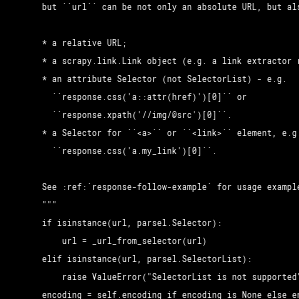 but ``url`` can be not only an absolute URL, but als
* a relative URL;
* a scrapy.link.Link object (e.g. a link extractor r
* an attribute Selector (not SelectorList) - e.g.
``response.css('a::attr(href)')[0]`` or
``response.xpath('//img/@src')[0]``.
* a Selector for ``<a>`` or ``<link>`` element, e.g
``response.css('a.my_link')[0]``.
See :ref:`response-follow-example` for usage example
"""
if isinstance(url, parsel.Selector):
url = _url_from_selector(url)
elif isinstance(url, parsel.SelectorList):
raise ValueError("SelectorList is not supported"
encoding = self.encoding if encoding is None else en